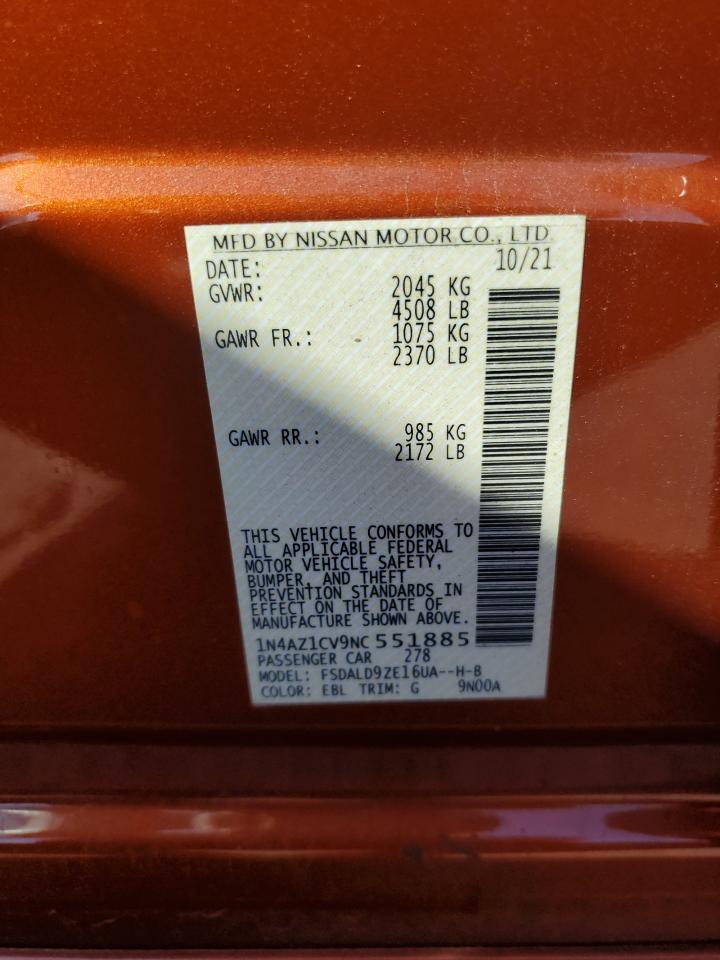 MFD BY NISSAN MOTOR CO., LTD.
DATE: 10/21
GVWR: 2045 KG
4508 LB
GAWR FR.: 1075 KG
2370 LB
GAWR RR.: 985 KG
2172 LB
THIS VEHICLE CONFORMS TO
ALL APPLICABLE FEDERAL
MOTOR VEHICLE SAFETY,
BUMPER, AND THEFT
PREVENTION STANDARDS IN
EFFECT ON THE DATE OF
MANUFACTURE SHOWN ABOVE.
1N4AZ1CV9NC 551885
PASSENGER CAR 278
MODEL: FSDALD9ZE16UA--H-B
COLOR: EBL TRIM: G 9N00A